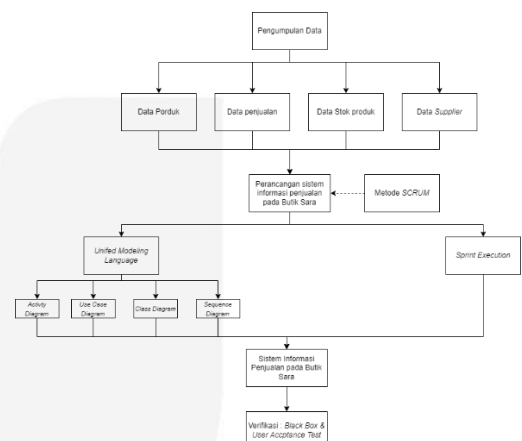 Pengumpulan Data
Data Porduk
Data penjualan
Data Stok produk
Data Supplier
Perancangan sistem
informasi penjualan
pada Butik Sara
Metode SCRUM
Unifed Modeling
Language
Sprint Execution
Activty
Diagram
Use Case
Diagram
Class Diagram
Sequence
Diagram
Sistem Informasi
Penjualan pada Butik
Sara
Verifikasi : Black Box &
User Accptance Test